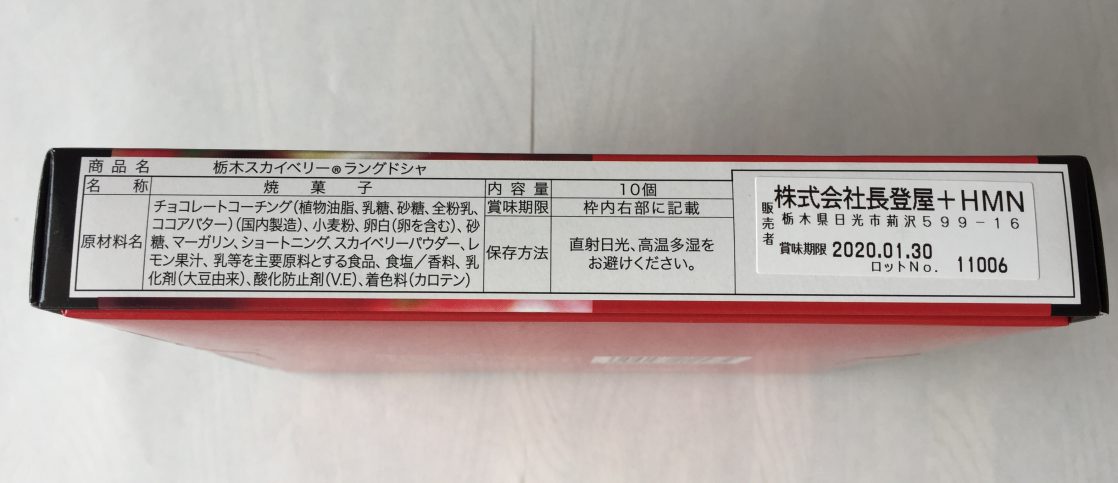 商品名 栃木スカイベリー®ラングドシャ
名称 焼菓子
原材料名 チョコレートコーチング(植物油脂、乳糖、砂糖、全粉乳、
ココアバター)(国内製造)、小麦粉、卵白(卵を含む)、砂
糖、マーガリン、ショートニング、スカイベリーパウダー、レ
モン果汁、乳等を主要原料とする食品、食塩/香料、乳
化剤(大豆由来)、酸化防止剤(V.E)、着色料(カロテン)
内容量 10個
賞味期限 枠内右部に記載
保存方法 直射日光、高温多湿を
お避けください。
販売者 株式会社長登屋+HMN
栃木県日光市荊沢599-16
賞味期限 2020.01.30
ロットNo. 11006